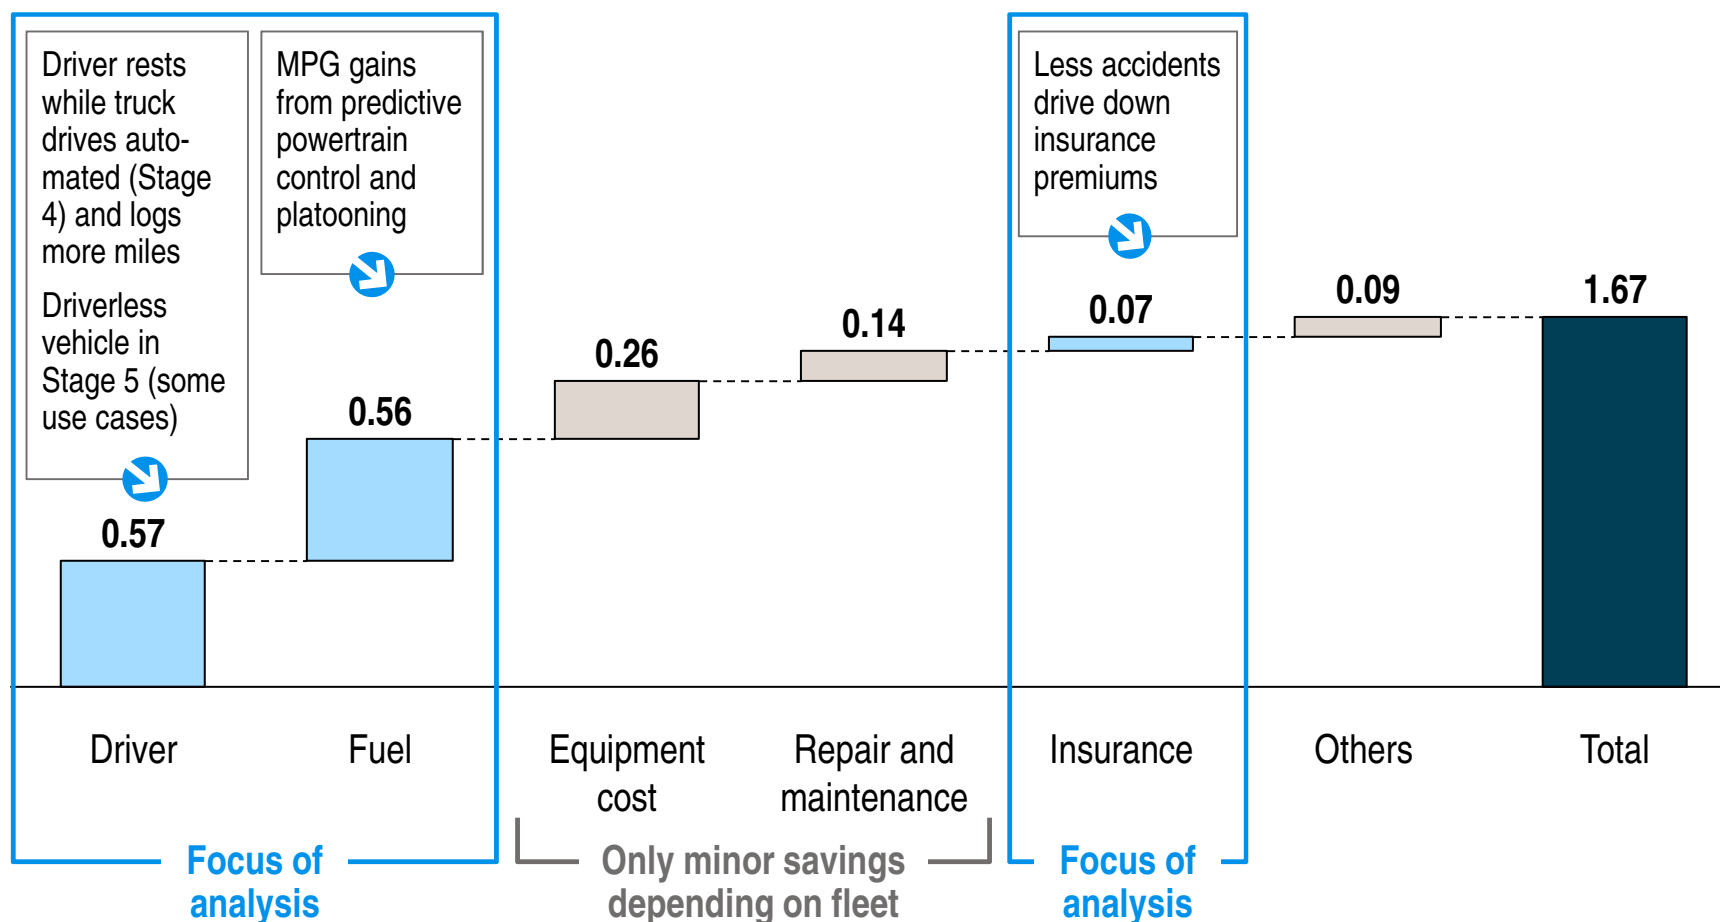 Driver rests
while truck
drives auto-
mated (Stage
4) and logs
more miles
Driverless
vehicle in
Stage 5 (some
use cases)
MPG gains
from predictive
powertrain
control and
platooning
Less accidents
drive down
insurance
premiums
0.57
0.56
0.26
0.14
0.07
0.09
1.67
Driver
Fuel
Equipment
cost
Repair and
maintenance
Insurance
Others
Total
Focus of
analysis
Only minor savings
depending on fleet
Focus of
analysis